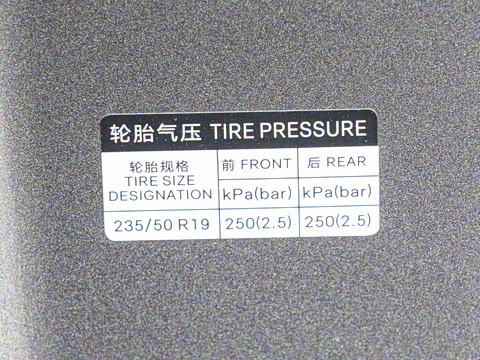 轮胎气压 TIRE PRESSURE
轮胎规格
TIRE SIZE
DESIGNATION
前 FRONT
后 REAR
kPa(bar)
kPa(bar)
235/50 R19
250(2.5)
250(2.5)